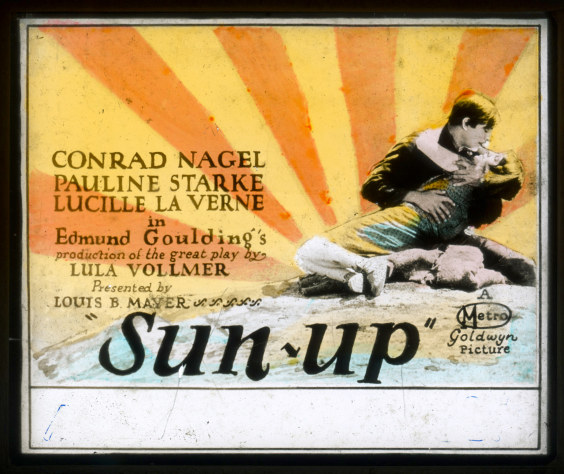 CONRAD NAGEL
PAULINE STARKE
LUCILLE LA VERNE
in
Edmund Goulding's
production of the great play by-
LULA VOLLMER
Presented by
LOUIS B. MAYER
"Sun-up"
A
Metro
Goldwyn
Picture